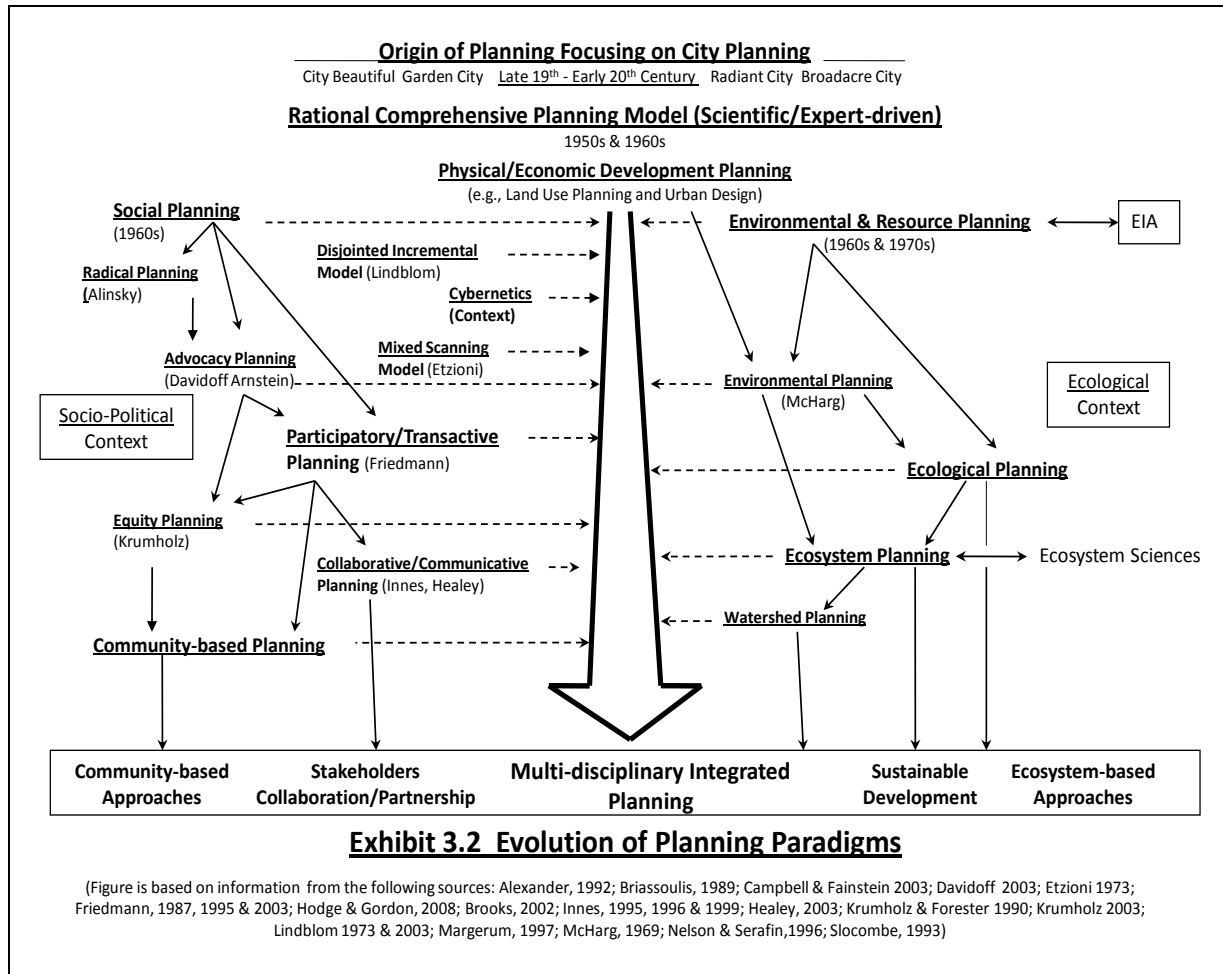 Origin of Planning Focusing on City Planning
City Beautiful Garden City Late 19th - Early 20th Century Radiant City Broadacre City
Rational Comprehensive Planning Model (Scientific/Expert-driven)
1950s & 1960s
Physical/Economic Development Planning
(e.g., Land Use Planning and Urban Design)
Social Planning
(1960s)
Environmental & Resource Planning
(1960s & 1970s)
EIA
Disjointed Incremental
Model (Lindblom)
Radical Planning
(Alinsky)
Cybernetics
(Context)
Mixed Scanning
Model (Etzioni)
Advocacy Planning
(Davidoff Arnstein)
Environmental Planning
(McHarg)
Socio-Political
Context
Ecological
Context
Participatory/Transactive
Planning (Friedmann)
Ecological Planning
Equity Planning
(Krumholz)
Collaborative/Communicative
Planning (Innes, Healey)
Ecosystem Planning
Ecosystem Sciences
Watershed Planning
Community-based Planning
Community-based
Approaches
Stakeholders
Collaboration/Partnership
Multi-disciplinary Integrated
Planning
Sustainable
Development
Ecosystem-based
Approaches
Exhibit 3.2 Evolution of Planning Paradigms
(Figure is based on information from the following sources: Alexander, 1992; Briassoulis, 1989; Campbell & Fainstein 2003; Davidoff 2003; Etzioni 1973;
Friedmann, 1987, 1995 & 2003; Hodge & Gordon, 2008; Brooks, 2002; Innes, 1995, 1996 & 1999; Healey, 2003; Krumholz & Forester 1990; Krumholz 2003;
Lindblom 1973 & 2003; Margerum, 1997; McHarg, 1969; Nelson & Serafin,1996; Slocombe, 1993)